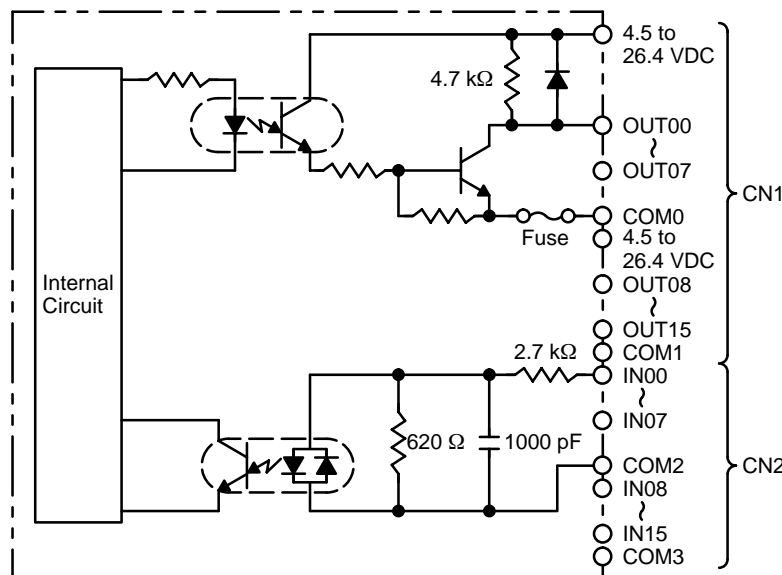 4.5 to
26.4 VDC
4.7 kΩ
OUT00
~
OUT07
CN1
COM0
Fuse
4.5 to
26.4 VDC
Internal
Circuit
OUT08
~
OUT15
2.7 kΩ
COM1
IN00
~
IN07
620 Ω
1000 pF
COM2
CN2
IN08
~
IN15
COM3